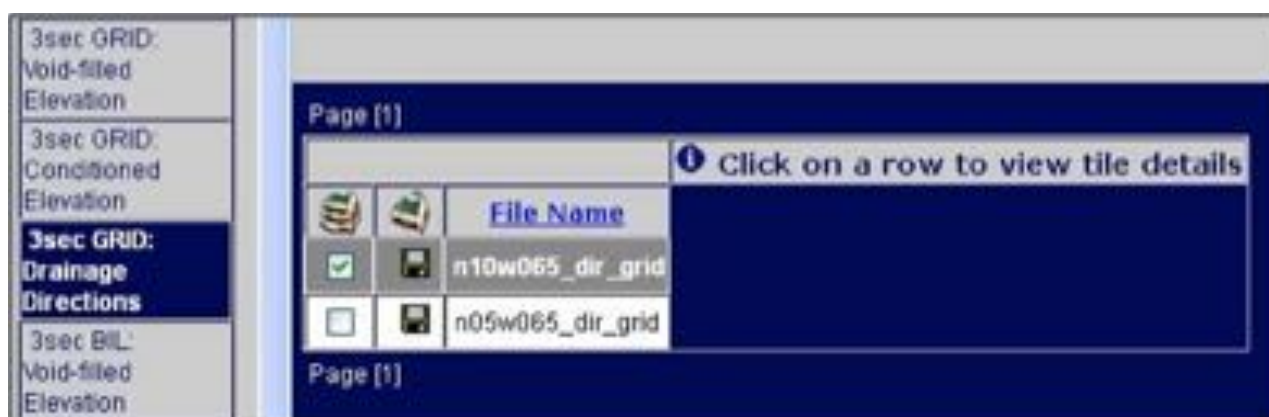 3sec GRID:
Void-filled
Elevation
3sec GRID:
Conditioned
Elevation
3sec GRID:
Drainage
Directions
3sec BIL:
Void-filled
Elevation
Page [1]
Click on a row to view tile details
File Name
n10w065_dir_grid
n05w065_dir_grid
Page [1]